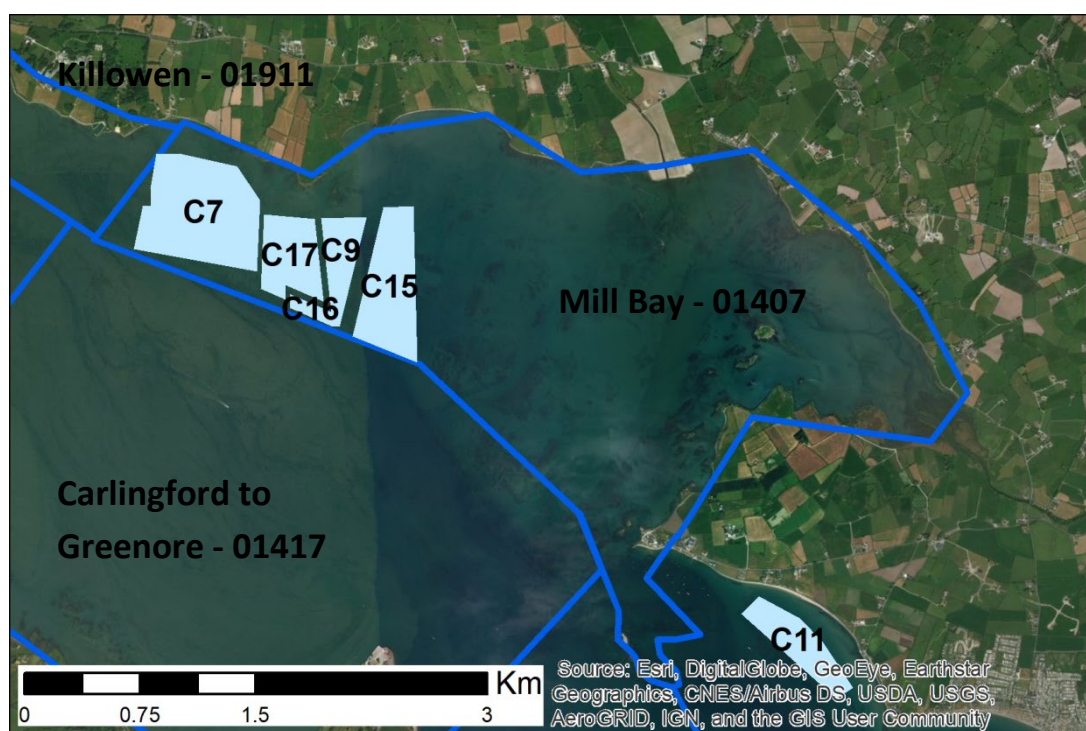 Killowen - 01911
C7
C17
C9
C16
C15
Mill Bay - 01407
Carlingford to
Greenore - 01417
C11
Km
0 0.75 1.5 3
Source: Esri, DigitalGlobe, GeoEye, Earthstar
Geographics, CNES/Airbus DS, USDA, USGS,
AeroGRID, IGN, and the GIS User Community